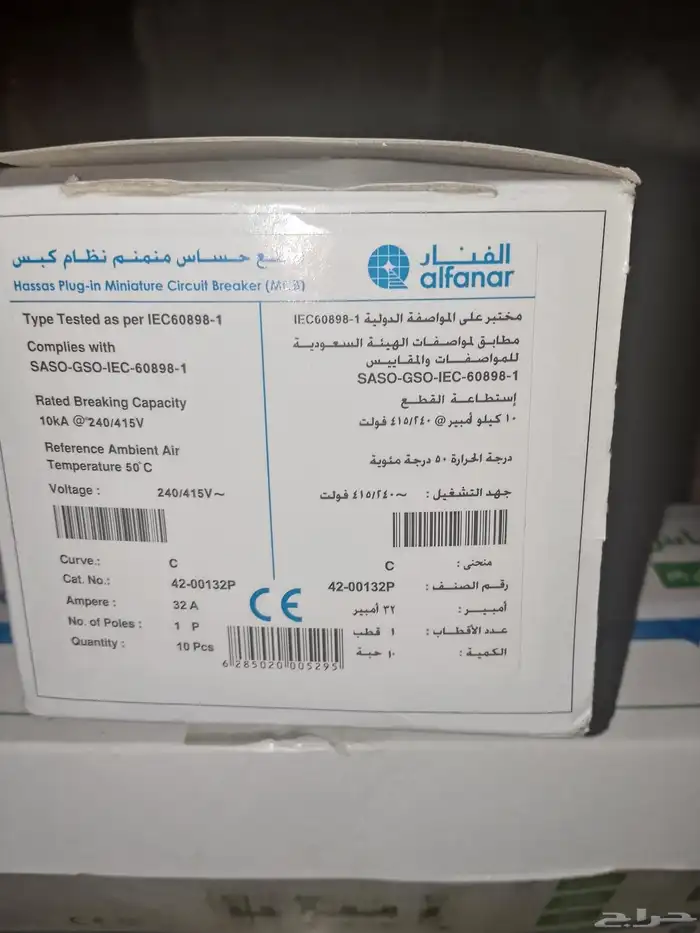 حساس منمنم نظام كبس
Hassas Plug-in Miniature Circuit Breaker (MCB)
الفنار
alfanar
Type Tested as per IEC60898-1
Complies with
SASO-GSO-IEC-60898-1
Rated Breaking Capacity
10kA @ 240/415V
Reference Ambient Air
Temperature 50°C
Voltage : 240/415V~
Curve.: C
Cat. No.: 42-00132P
Ampere : 32 A
No. of Poles : 1 P
Quantity : 10 Pcs
CE
6 285020 005295
مختبر على المواصفة الدولية IEC60898-1
مطابق لمواصفات الهيئة السعودية
للمواصفات والمقاييس
SASO-GSO-IEC-60898-1
إستطاعة القطع
١٠ كيلو أمبير @ ٤١٥/٢٤٠ فولت
درجة الحرارة ٥٠ درجة مئوية
جهد التشغيل : ~٤١٥/٢٤٠ فولت
منحنى : C
رقم الصنف : 42-00132P
أمبير : ٣٢ أمبير
عدد الأقطاب : ١ قطب
الكمية : ١٠ حبة
حراج